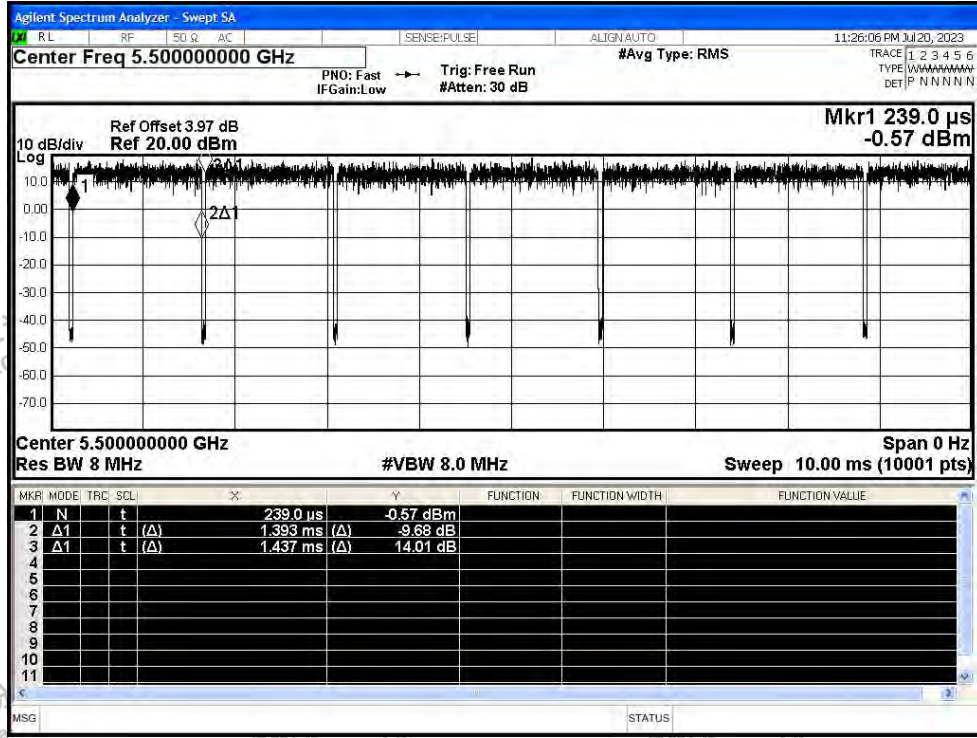 Agilent Spectrum Analyzer - Swept SA
LXI RL RF 50 Ω AC SENSE:PULSE ALIGN AUTO 11:26:06 PM Jul 20, 2023
Center Freq 5.500000000 GHz #Avg Type: RMS TRACE 1 2 3 4 5 6
PNO: Fast Trig: Free Run TYPE WWWWWW
IFGain:Low #Atten: 30 dB DET P N N N N N
Mkr1 239.0 µs
Ref Offset 3.97 dB
10 dB/div Ref 20.00 dBm -0.57 dBm
Log
3Δ1
10.0
1
0.00
2Δ1
-10.0
-20.0
-30.0
-40.0
-50.0
-60.0
-70.0
Center 5.500000000 GHz Span 0 Hz
Res BW 8 MHz #VBW 8.0 MHz Sweep 10.00 ms (10001 pts)
MKR MODE TRC SCL X Y FUNCTION FUNCTION WIDTH FUNCTION VALUE
1 N t 239.0 µs -0.57 dBm
2 Δ1 t (Δ) 1.393 ms (Δ) -9.68 dB
3 Δ1 t (Δ) 1.437 ms (Δ) 14.01 dB
4
5
6
7
8
9
10
11
MSG STATUS